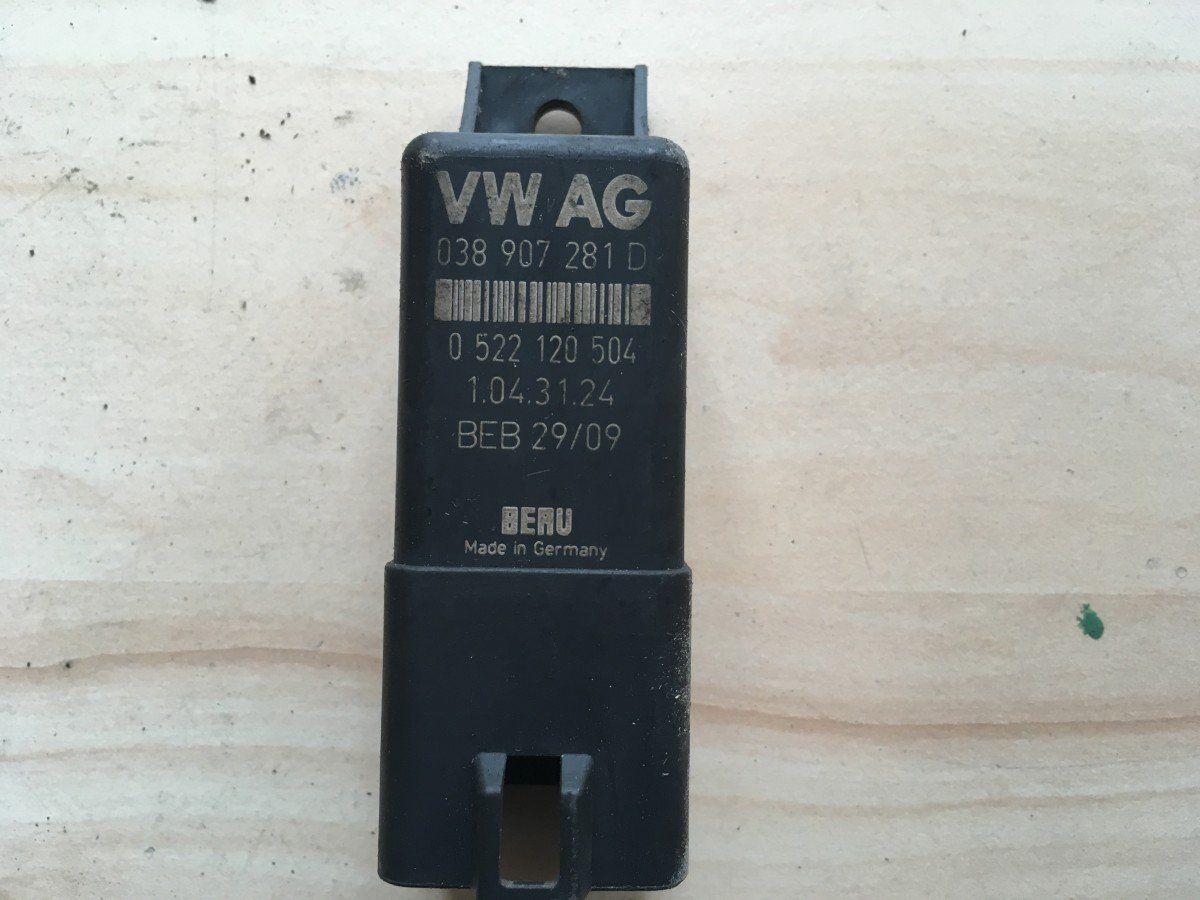 VW AG
038 907 281 D
0 522 120 504
1.04.31.24
BEB 29/09
BERU
Made in Germany